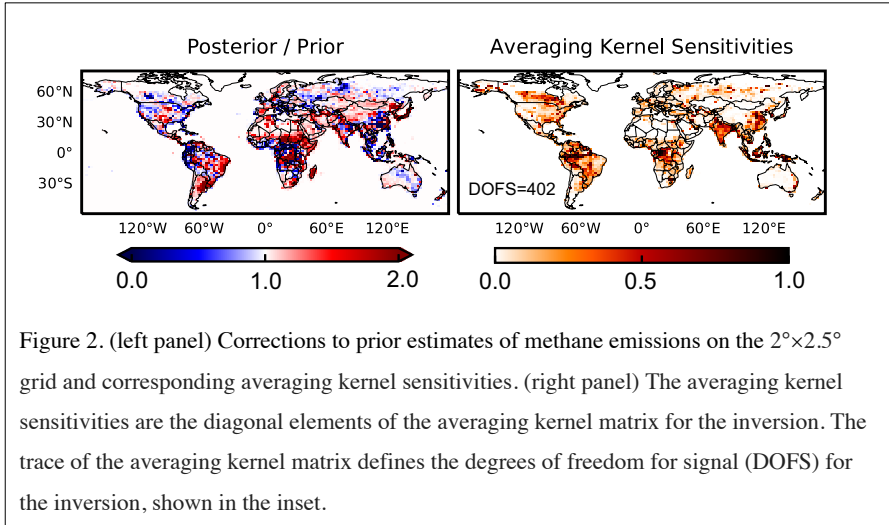 Posterior / Prior
Averaging Kernel Sensitivities
60°N
30°N
0°
30°S
DOFS=402
120°W 60°W 0° 60°E 120°E
120°W 60°W 0° 60°E 120°E
0.0 1.0 2.0
0.0 0.5 1.0
Figure 2. (left panel) Corrections to prior estimates of methane emissions on the 2°×2.5°
grid and corresponding averaging kernel sensitivities. (right panel) The averaging kernel
sensitivities are the diagonal elements of the averaging kernel matrix for the inversion. The
trace of the averaging kernel matrix defines the degrees of freedom for signal (DOFS) for
the inversion, shown in the inset.